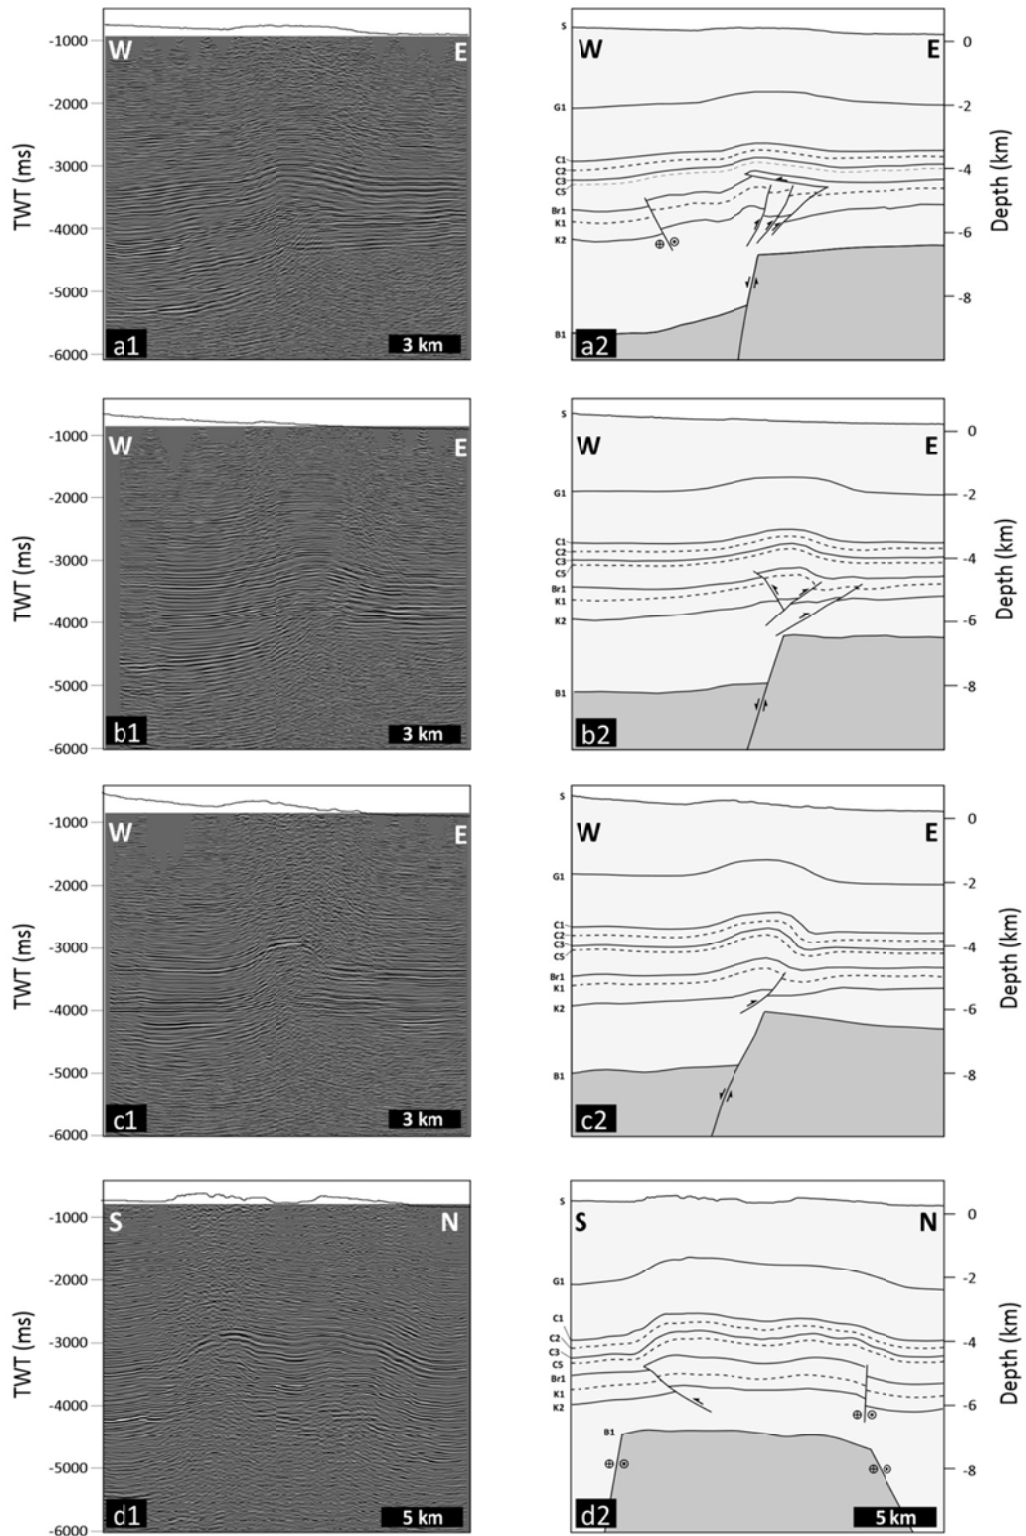 W E
TWT (ms)
-1000
-2000
-3000
-4000
-5000
-6000
a1
3 km
W E
S
G1
C1
C2
C3
C5
Br1
K1
K2
B1
0
-2
-4
-6
-8
Depth (km)
a2
W E
TWT (ms)
-1000
-2000
-3000
-4000
-5000
-6000
b1
3 km
W E
S
G1
C1
C2
C3
C5
Br1
K1
K2
B1
0
-2
-4
-6
-8
Depth (km)
b2
W E
TWT (ms)
-1000
-2000
-3000
-4000
-5000
-6000
c1
3 km
W E
S
G1
C1
C2
C3
C5
Br1
K1
K2
B1
0
-2
-4
-6
-8
Depth (km)
c2
S N
TWT (ms)
-1000
-2000
-3000
-4000
-5000
-6000
d1
5 km
S N
S
G1
C1
C2
C3
C5
Br1
K1
K2
B1
0
-2
-4
-6
-8
Depth (km)
d2
5 km